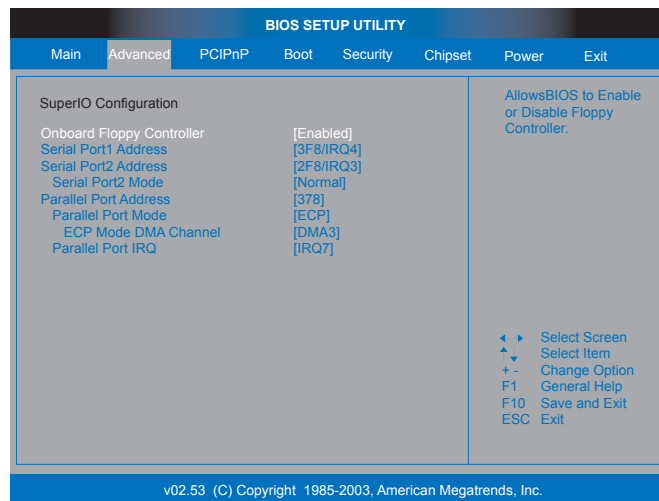 BIOS SETUP UTILITY
Main Advanced PCIPnP Boot Security Chipset Power Exit
SuperIO Configuration
Onboard Floppy Controller [Enabled]
Serial Port1 Address [3F8/IRQ4]
Serial Port2 Address [2F8/IRQ3]
Serial Port2 Mode [Normal]
Parallel Port Address [378]
Parallel Port Mode [ECP]
ECP Mode DMA Channel [DMA3]
Parallel Port IRQ [IRQ7]
AllowsBIOS to Enable
or Disable Floppy
Controller.
Select Screen
Select Item
+ - Change Option
F1 General Help
F10 Save and Exit
ESC Exit
v02.53 (C) Copyright 1985-2003, American Megatrends, Inc.